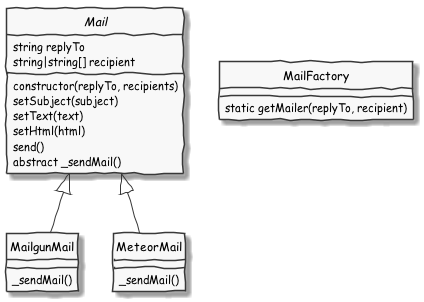 Mail
string replyTo
string|string[] recipient
constructor(replyTo, recipients)
setSubject(subject)
setText(text)
setHtml(html)
send()
abstract _sendMail()
MailFactory
static getMailer(replyTo, recipient)
MailgunMail
_sendMail()
MeteorMail
_sendMail()